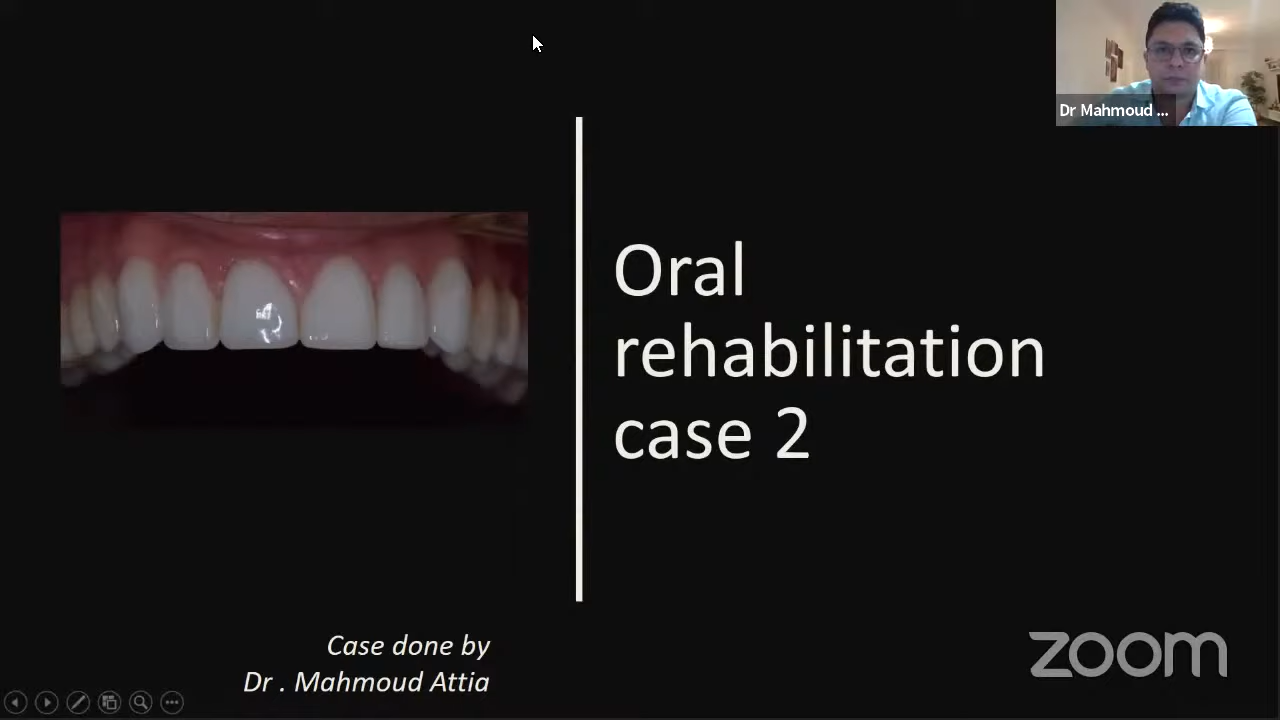 Dr Mahmoud ...
Oral
rehabilitation
case 2
Case done by
Dr . Mahmoud Attia
zoom